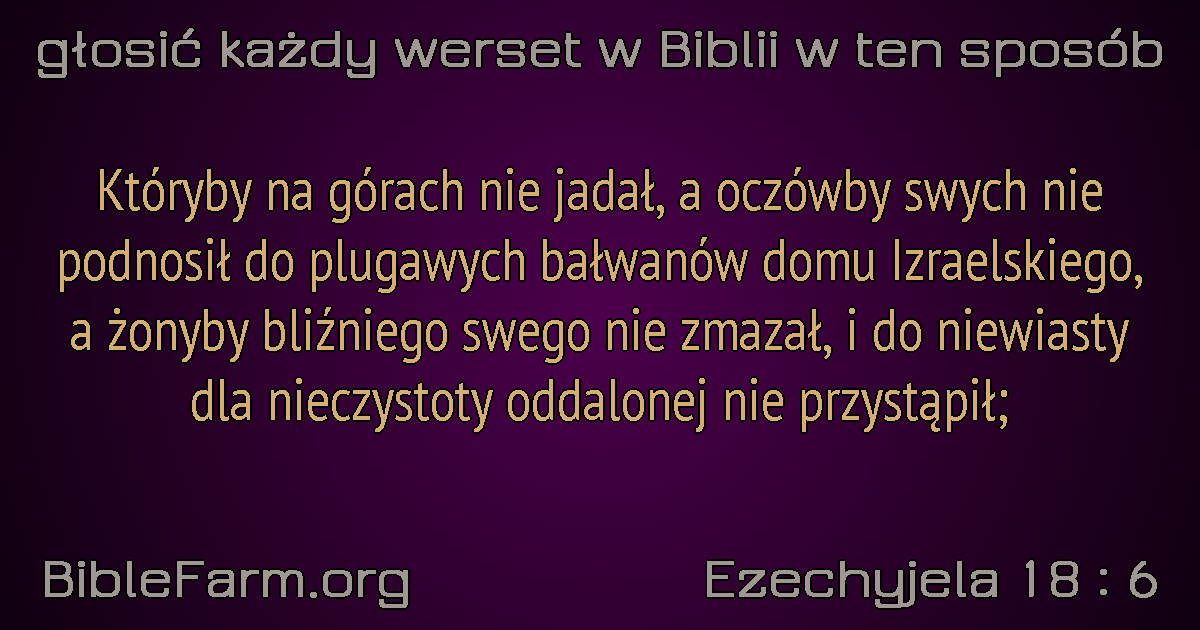 głosić każdy werset w Biblii w ten sposób
Któryby na górach nie jadał, a oczówby swych nie
podnosił do plugawych bałwanów domu Izraelskiego,
a żonyby bliźniego swego nie zmazał, i do niewiasty
dla nieczystoty oddalonej nie przystąpił;
BibleFarm.org
Ezechyjela 18 : 6